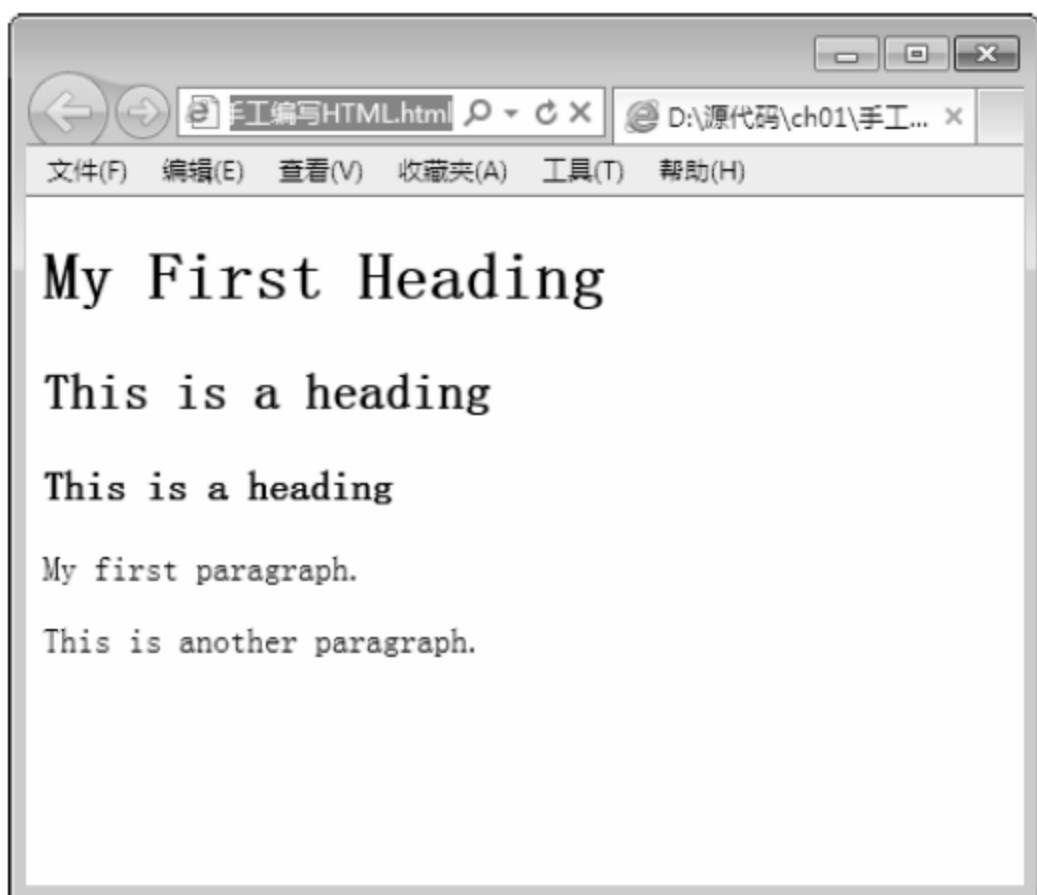 手工编写HTML.html D:\源代码\ch01\手工... ×
文件(F) 编辑(E) 查看(V) 收藏夹(A) 工具(T) 帮助(H)
My First Heading
This is a heading
This is a heading
My first paragraph.
This is another paragraph.